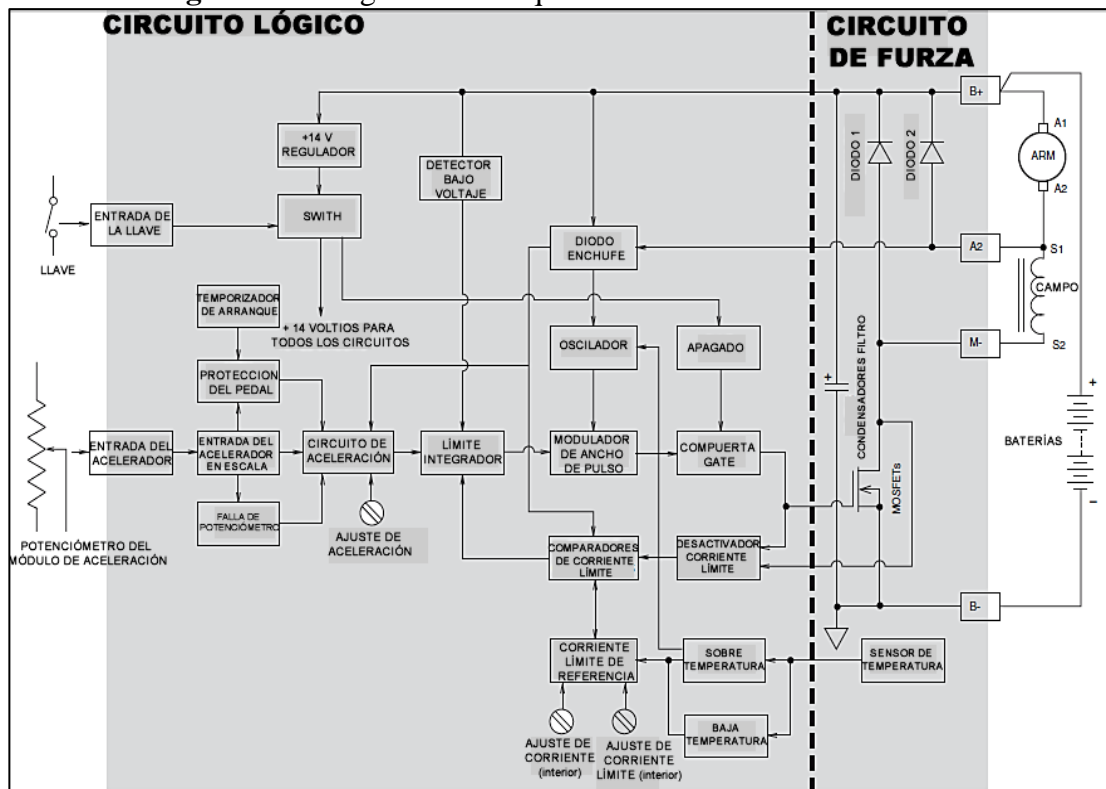 CIRCUITO LÓGICO
CIRCUITO
DE FURZA
+14 V
REGULADOR
DETECTOR
BAJO
VOLTAJE
DIODO 1
DIODO 2
B+
A1
ARM
A2
ENTRADA DE
LA LLAVE
SWITH
LLAVE
DIODO
ENCHUFE
A2
S1
CAMPO
S2
M-
TEMPORIZADOR
DE ARRANQUE
+ 14 VOLTIOS PARA
TODOS LOS CIRCUITOS
OSCILADOR
APAGADO
PROTECCION
DEL PEDAL
+
CONDENSADORES FILTRO
+
BATERÍAS
-
ENTRADA DEL
ACELERADOR
ENTRADA DEL
ACELERADOR
EN ESCALA
CIRCUITO DE
ACELERACIÓN
LÍMITE
INTEGRADOR
MODULADOR
DE ANCHO
DE PULSO
COMPUERTA
GATE
MOSFETs
FALLA DE
POTENCIÓMETRO
POTENCIÓMETRO DEL
MÓDULO DE ACELERACIÓN
AJUSTE DE
ACELERACIÓN
COMPARADORES
DE CORRIENTE
LÍMITE
DESACTIVADOR
CORRIENTE
LÍMITE
B-
CORRIENTE
LÍMITE DE
REFERENCIA
SOBRE
TEMPERATURA
SENSOR DE
TEMPERATURA
BAJA
TEMPERATURA
AJUSTE DE
CORRIENTE
(interior)
AJUSTE DE
CORRIENTE
LÍMITE (interior)